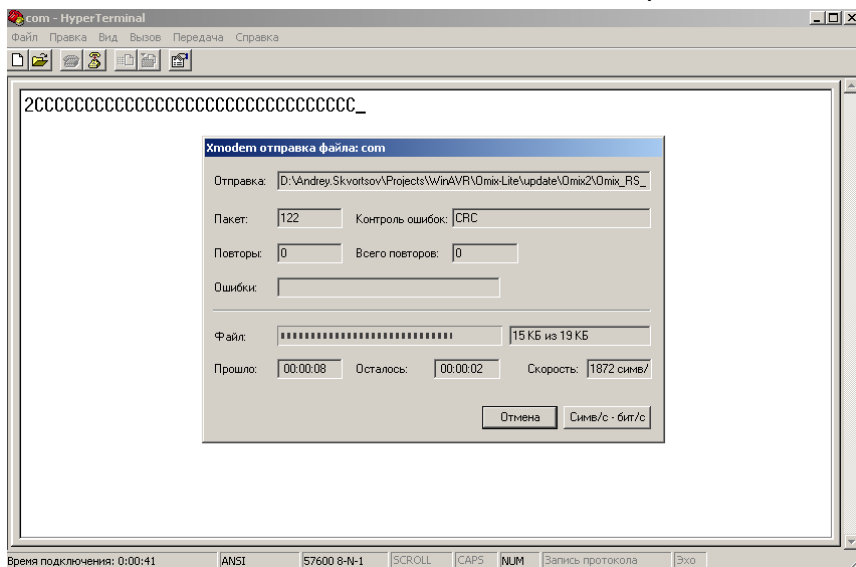 com - HyperTerminal
Файл Правка Вид Вызов Передача Справка
2CCCCCCCCCCCCCCCCCCCCCCCCCCCCCCCC_
Xmodem отправка файла: com
Отправка: D:\Andrey.Skvortsov\Projects\WinAVR\Omix-Lite\update\Omix2\Omix_RS_
Пакет: 122 Контроль ошибок: CRC
Повторы: 0 Всего повторов: 0
Ошибки:
Файл: 15 КБ из 19 КБ
Прошло: 00:00:08 Осталось: 00:00:02 Скорость: 1872 симв/
Отмена Симв/с - бит/с
Время подключения: 0:00:41 ANSI 57600 8-N-1 SCROLL CAPS NUM Запись протокола Эхо